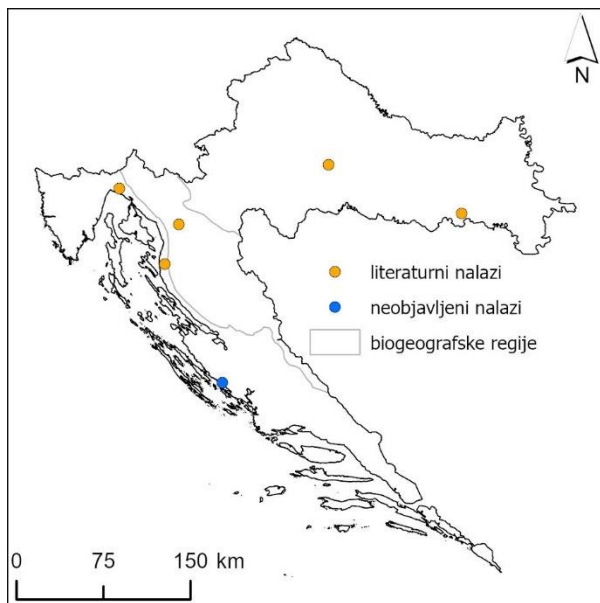 N
literaturni nalazi
neobjavljeni nalazi
biogeografske regije
0 75 150 km